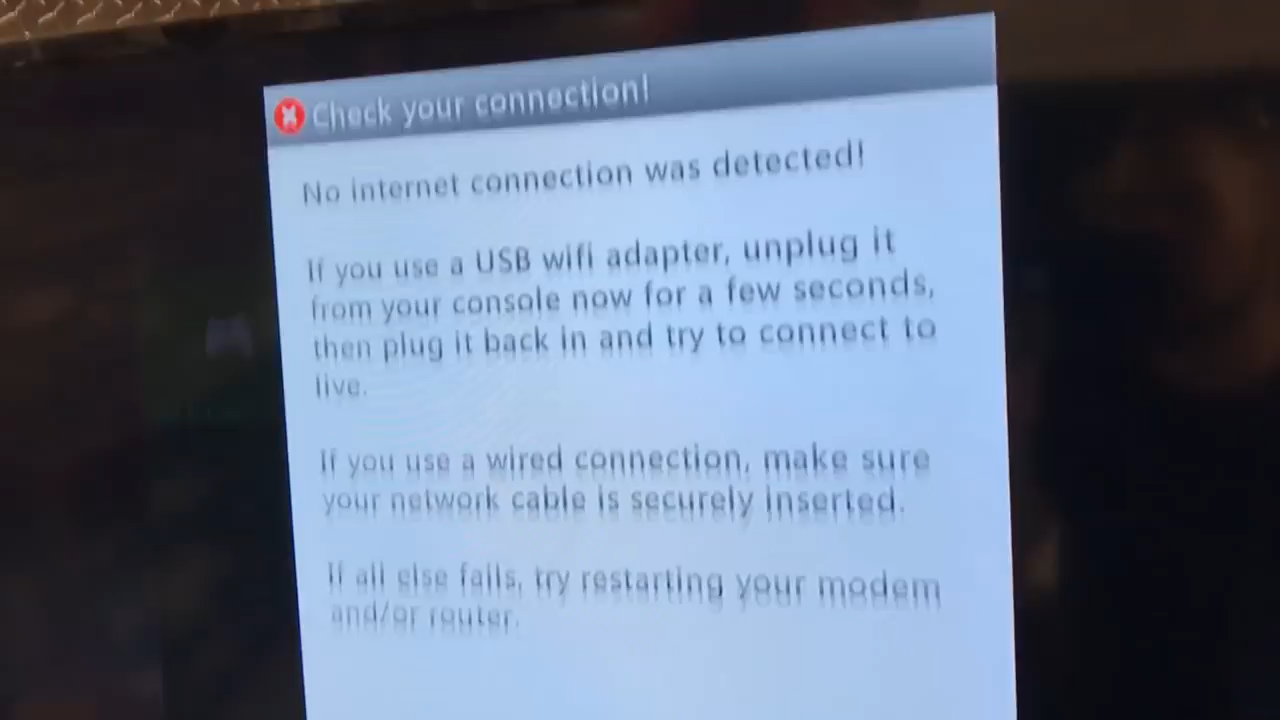 Check your connection!
No internet connection was detected!
If you use a USB wifi adapter, unplug it
from your console now for a few seconds,
then plug it back in and try to connect to
live.
If you use a wired connection, make sure
your network cable is securely inserted.
If all else fails, try restarting your modem
and/or router.